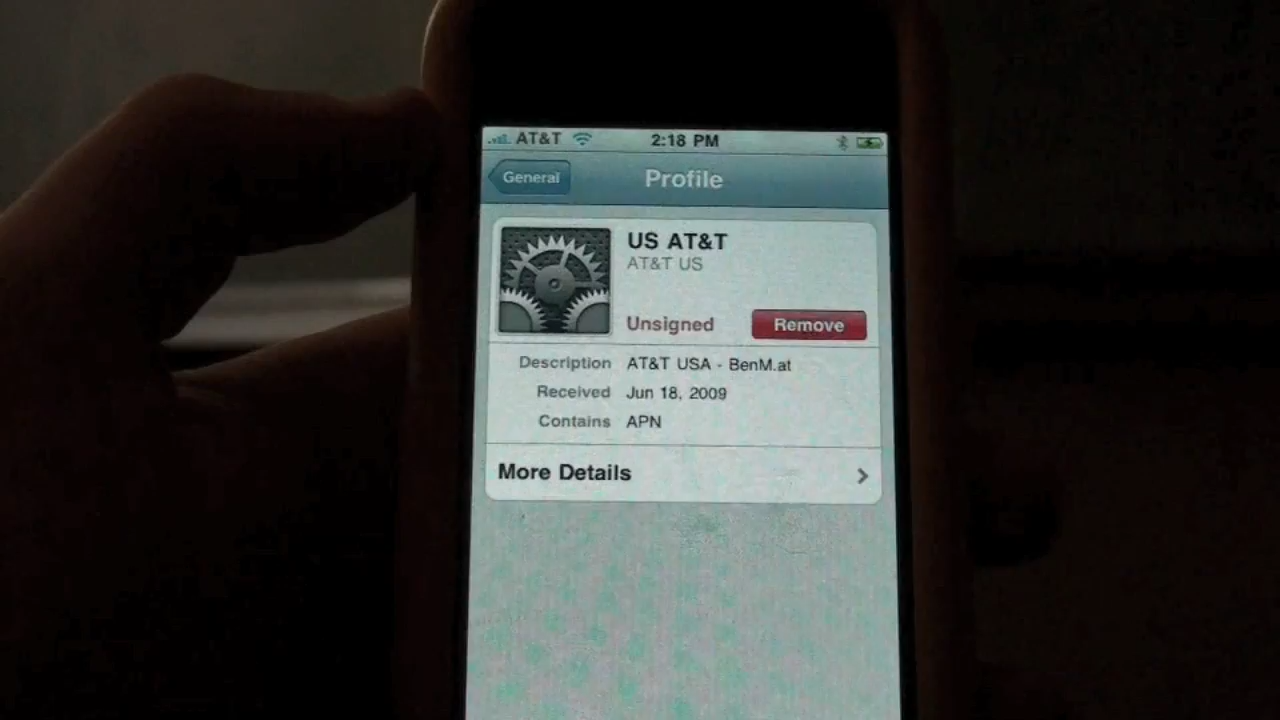 AT&T 2:18 PM
General Profile
US AT&T
AT&T US
Unsigned Remove
Description AT&T USA - BenM.at
Received Jun 18, 2009
Contains APN
More Details